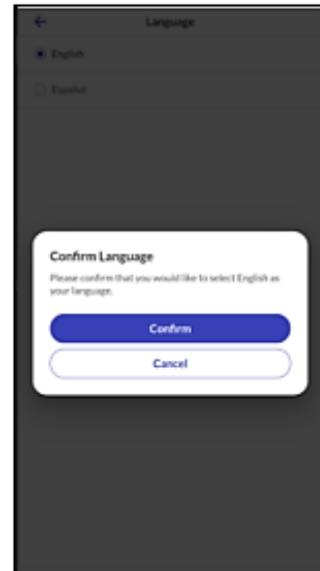 Language
English
Español
Confirm Language
Please confirm that you would like to select English as
your language.
Confirm
Cancel